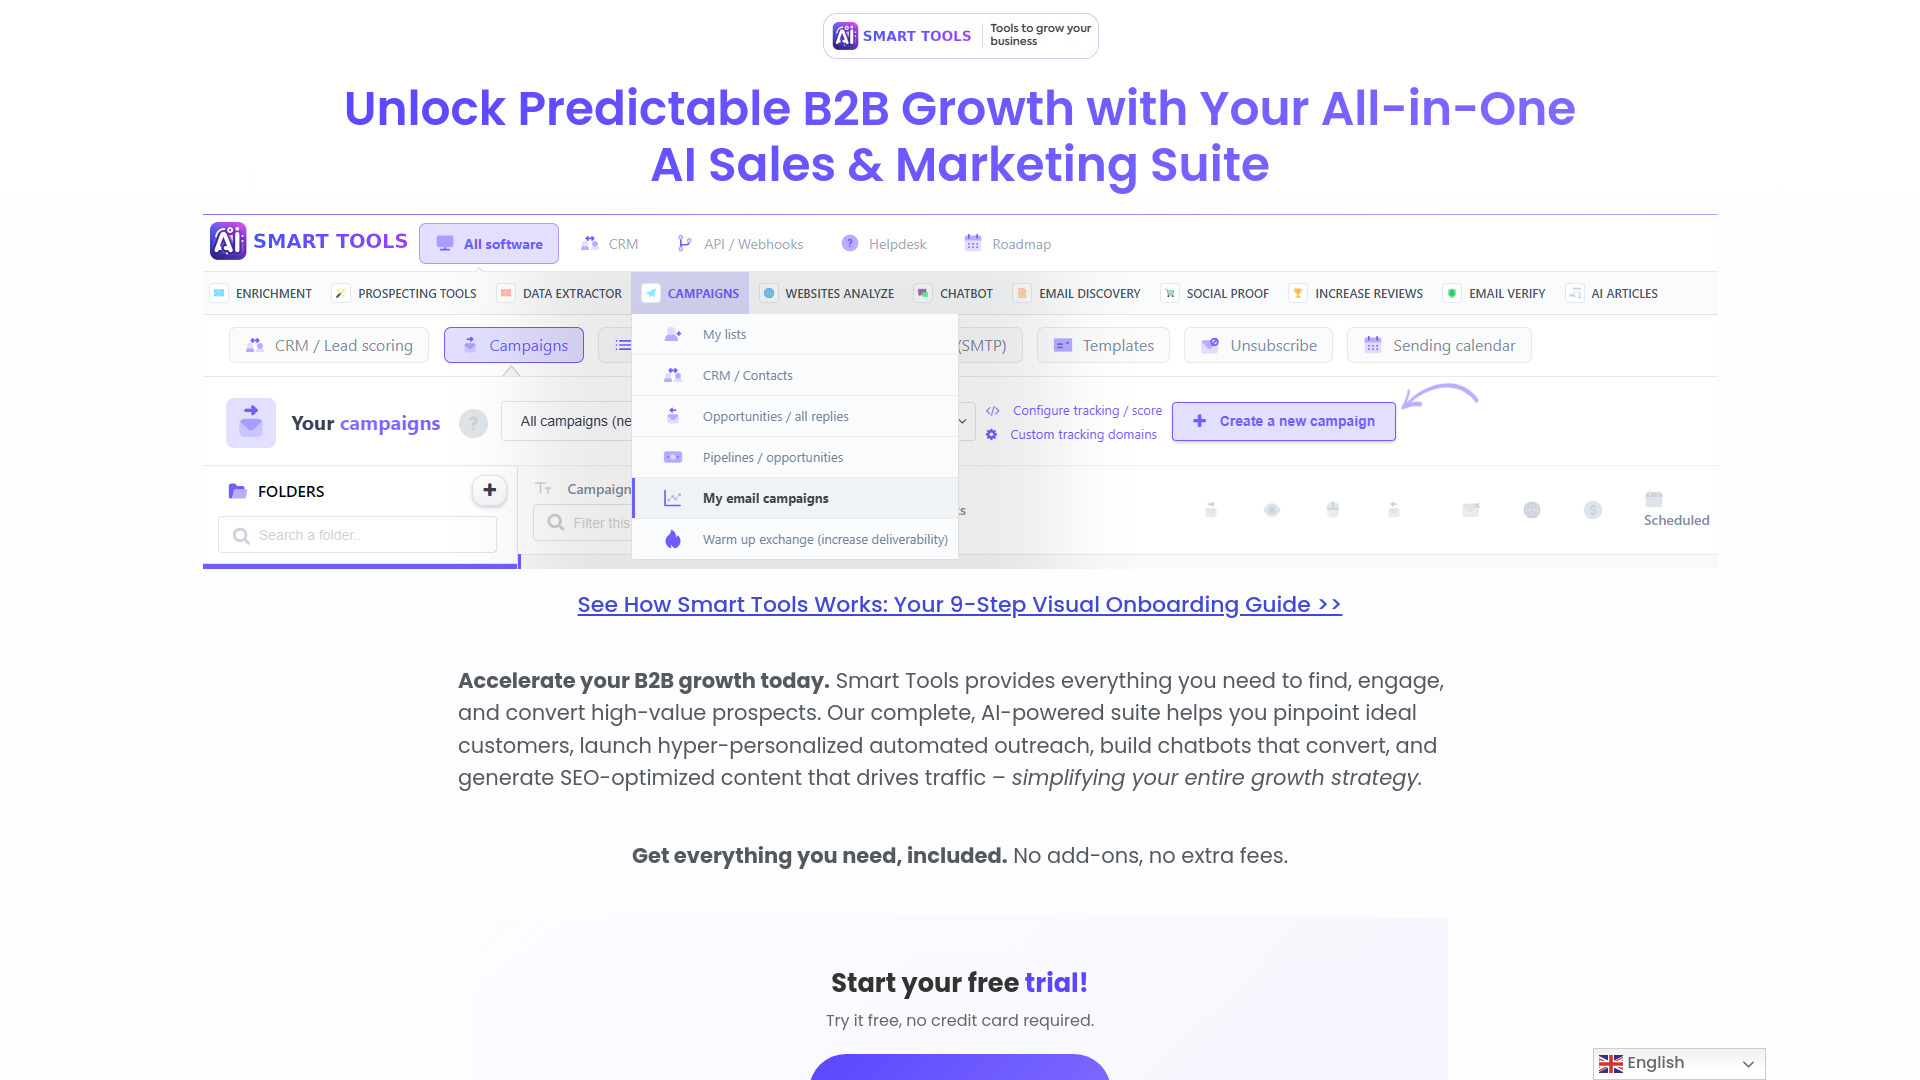 SMART TOOLS
Tools to grow your
business
Unlock Predictable B2B Growth with Your All-in-One
AI Sales & Marketing Suite
SMART TOOLS
All software
CRM
API / Webhooks
Helpdesk
Roadmap
ENRICHMENT
PROSPECTING TOOLS
DATA EXTRACTOR
CAMPAIGNS
WEBSITES ANALYZE
CHATBOT
EMAIL DISCOVERY
SOCIAL PROOF
INCREASE REVIEWS
EMAIL VERIFY
AI ARTICLES
CRM / Lead scoring
Campaigns
(SMTP)
Templates
Unsubscribe
Sending calendar
My lists
CRM / Contacts
Opportunities / all replies
Pipelines / opportunities
My email campaigns
Warm up exchange (increase deliverability)
Your campaigns
?
All campaigns (ne
Configure tracking / score
Custom tracking domains
Create a new campaign
FOLDERS
Search a folder..
Campaign
Filter this
Scheduled
See How Smart Tools Works: Your 9-Step Visual Onboarding Guide >>
Accelerate your B2B growth today. Smart Tools provides everything you need to find, engage,
and convert high-value prospects. Our complete, AI-powered suite helps you pinpoint ideal
customers, launch hyper-personalized automated outreach, build chatbots that convert, and
generate SEO-optimized content that drives traffic – simplifying your entire growth strategy.
Get everything you need, included. No add-ons, no extra fees.
Start your free trial!
Try it free, no credit card required.
English